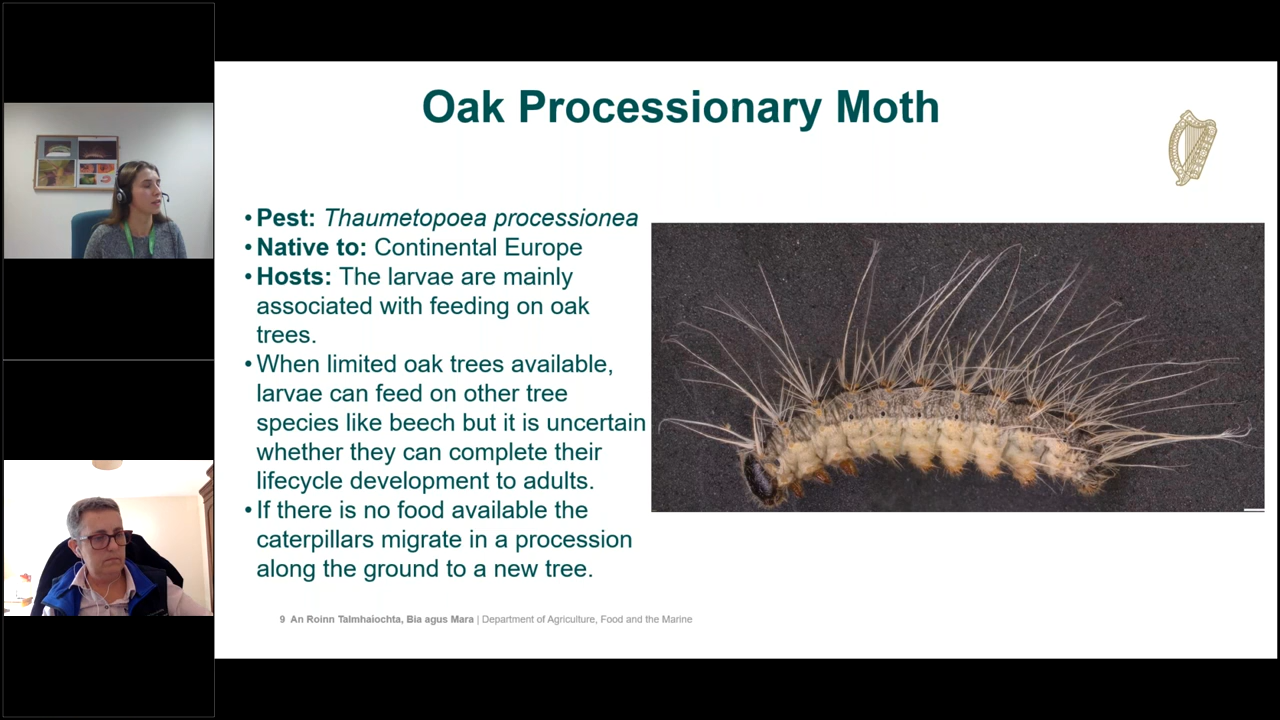 Oak Processionary Moth
• Pest: Thaumetopoea processionea
• Native to: Continental Europe
• Hosts: The larvae are mainly
associated with feeding on oak
trees.
• When limited oak trees available,
larvae can feed on other tree
species like beech but it is uncertain
whether they can complete their
lifecycle development to adults.
• If there is no food available the
caterpillars migrate in a procession
along the ground to a new tree.
9 An Roinn Talmhaíochta, Bia agus Mara | Department of Agriculture, Food and the Marine